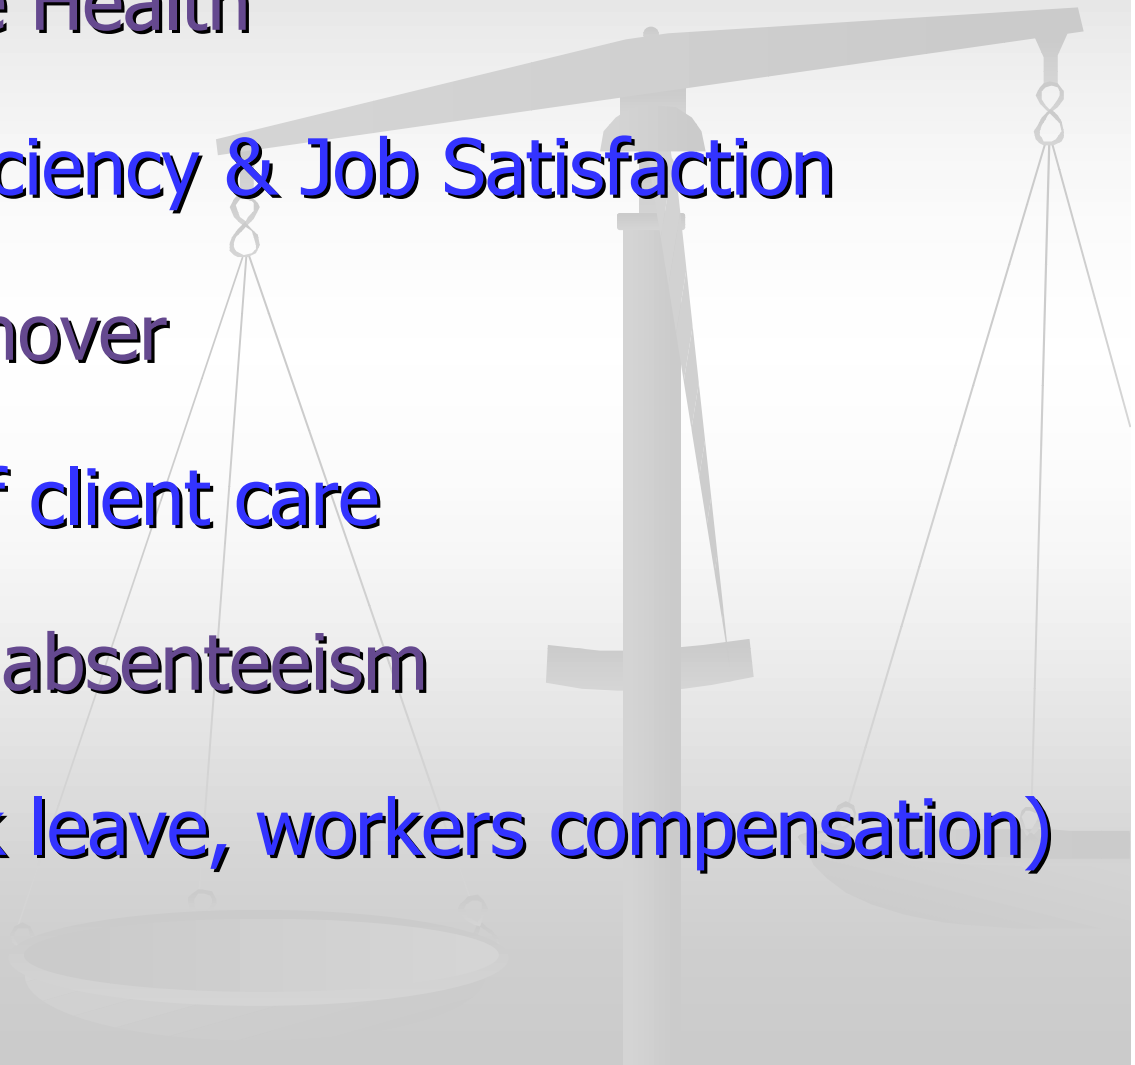 e Health
ciency & Job Satisfaction
nover
f client care
absenteeism
k leave, workers compensation)